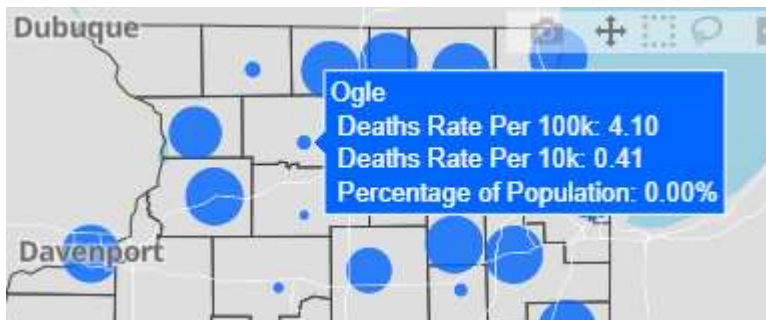 Dubuque
Ogle
Deaths Rate Per 100k: 4.10
Deaths Rate Per 10k: 0.41
Percentage of Population: 0.00%
Davenport